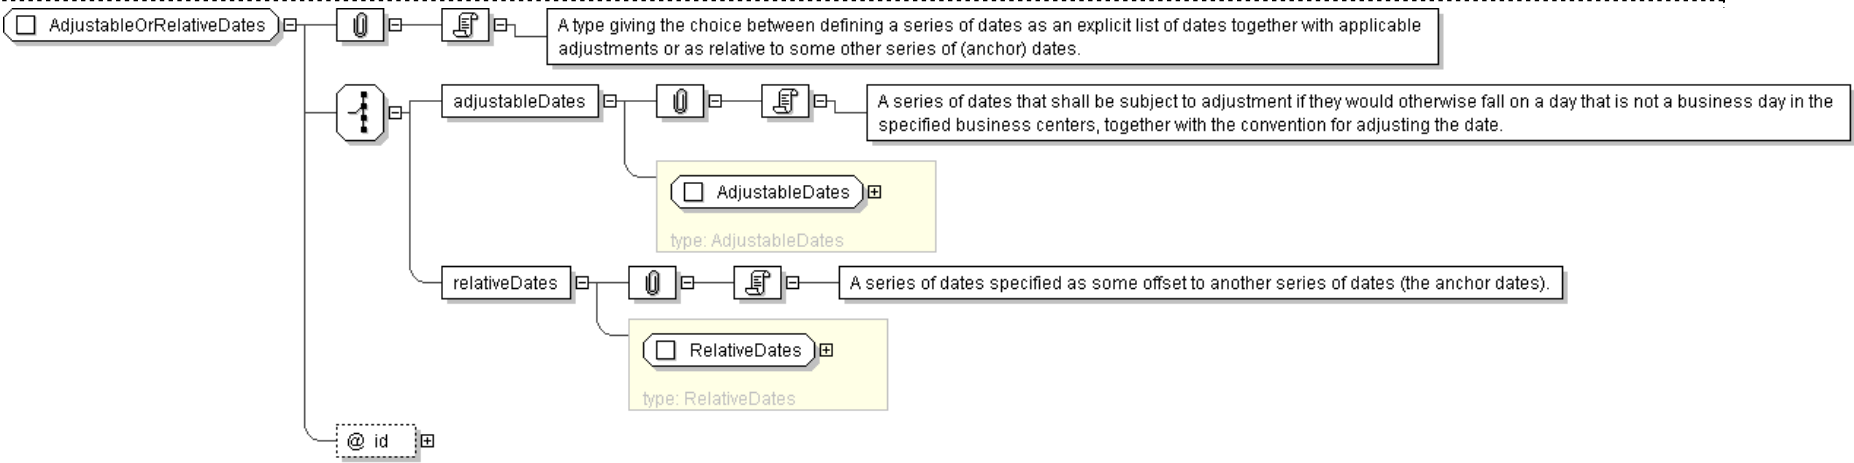 AdjustableOrRelativeDates
A type giving the choice between defining a series of dates as an explicit list of dates together with applicable
adjustments or as relative to some other series of (anchor) dates.
adjustableDates
A series of dates that shall be subject to adjustment if they would otherwise fall on a day that is not a business day in the
specified business centers, together with the convention for adjusting the date.
AdjustableDates
type: AdjustableDates
relativeDates
A series of dates specified as some offset to another series of dates (the anchor dates).
RelativeDates
type: RelativeDates
@ id